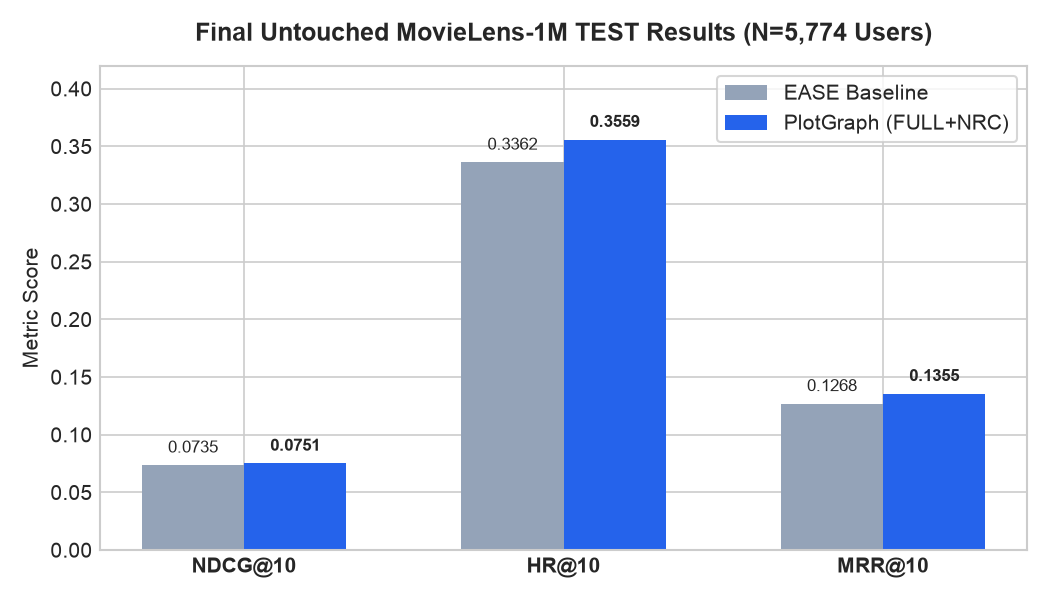 Final Untouched MovieLens-1M TEST Results (N=5,774 Users)
EASE Baseline
PlotGraph (FULL+NRC)
Metric Score
0.40
0.35
0.30
0.25
0.20
0.15
0.10
0.05
0.00
0.0735
0.0751
0.3362
0.3559
0.1268
0.1355
NDCG@10
HR@10
MRR@10